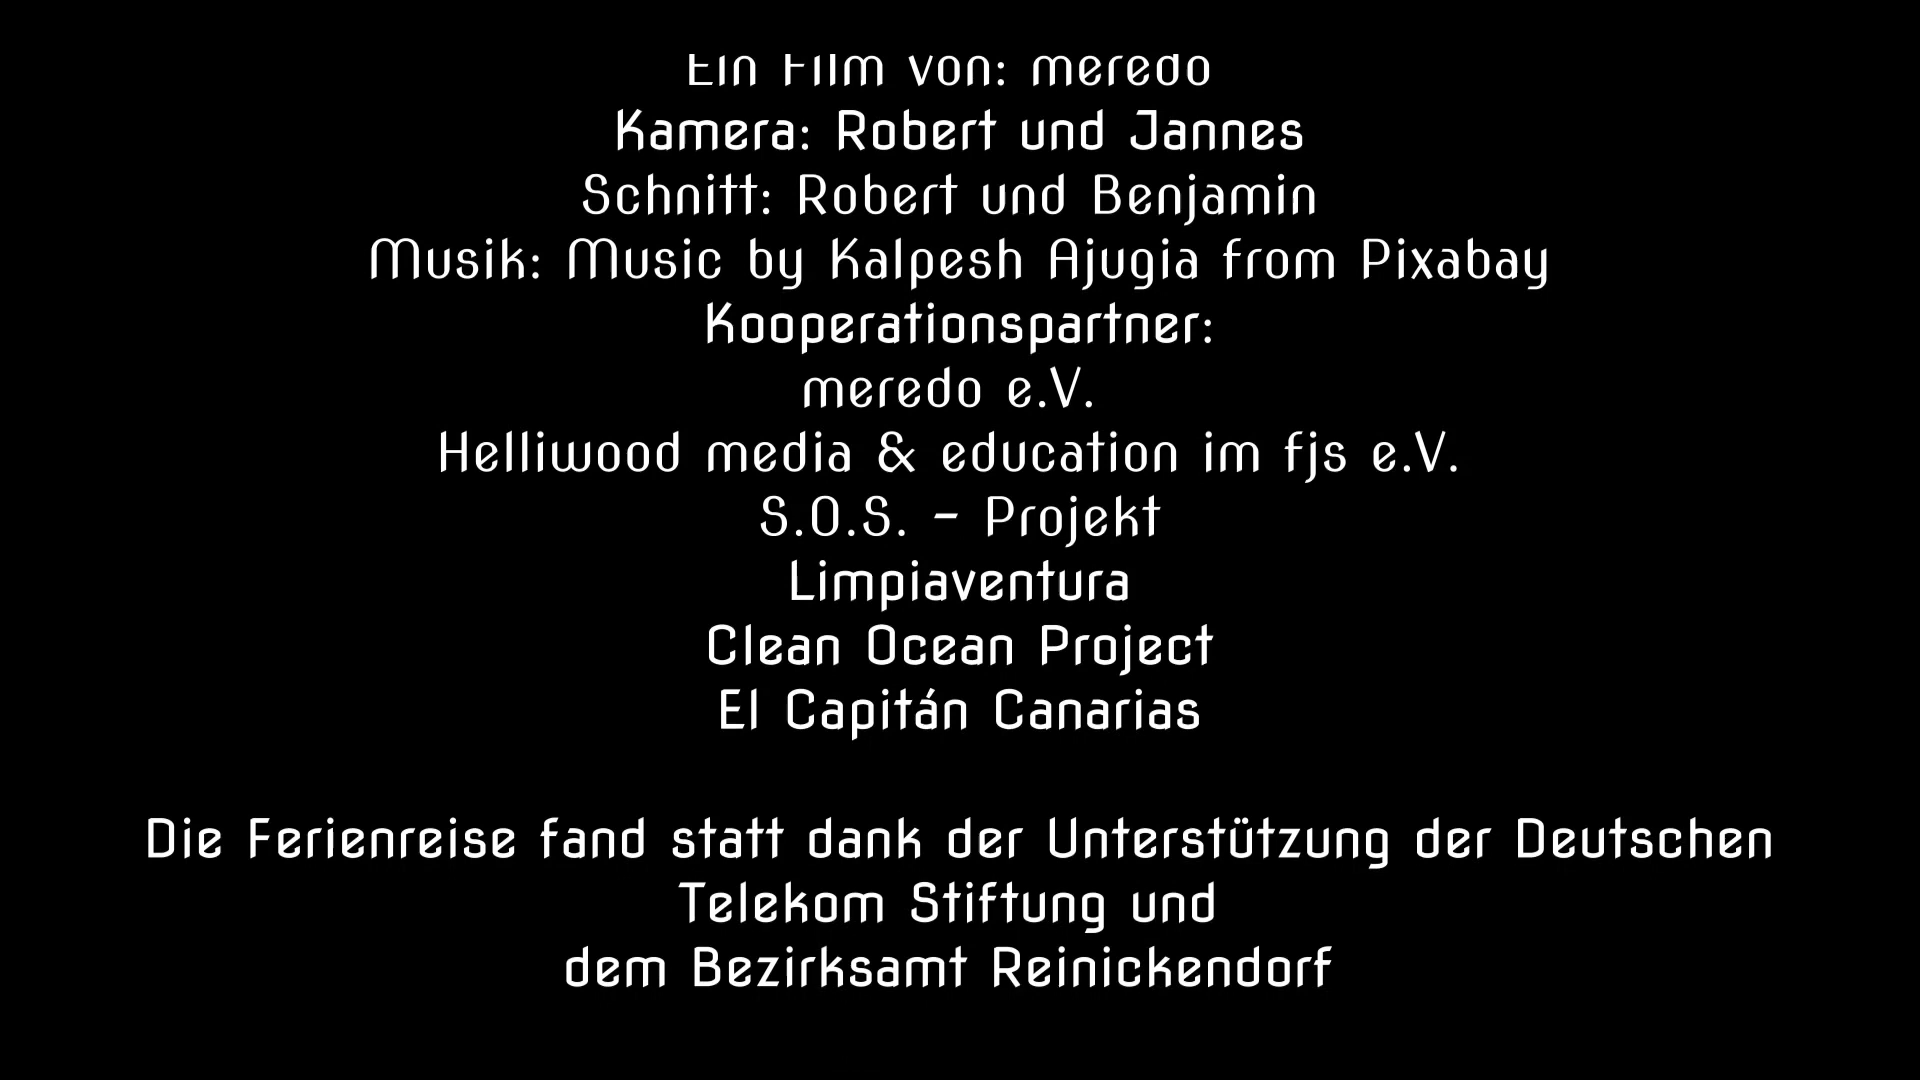 Ein Film von: meredo
Kamera: Robert und Jannes
Schnitt: Robert und Benjamin
Musik: Music by Kalpesh Ajugia from Pixabay
Kooperationspartner:
meredo e.V.
Helliwood media & education im fjs e.V.
S.O.S. - Projekt
Limpiaventura
Clean Ocean Project
El Capitán Canarias
Die Ferienreise fand statt dank der Unterstützung der Deutschen
Telekom Stiftung und
dem Bezirksamt Reinickendorf